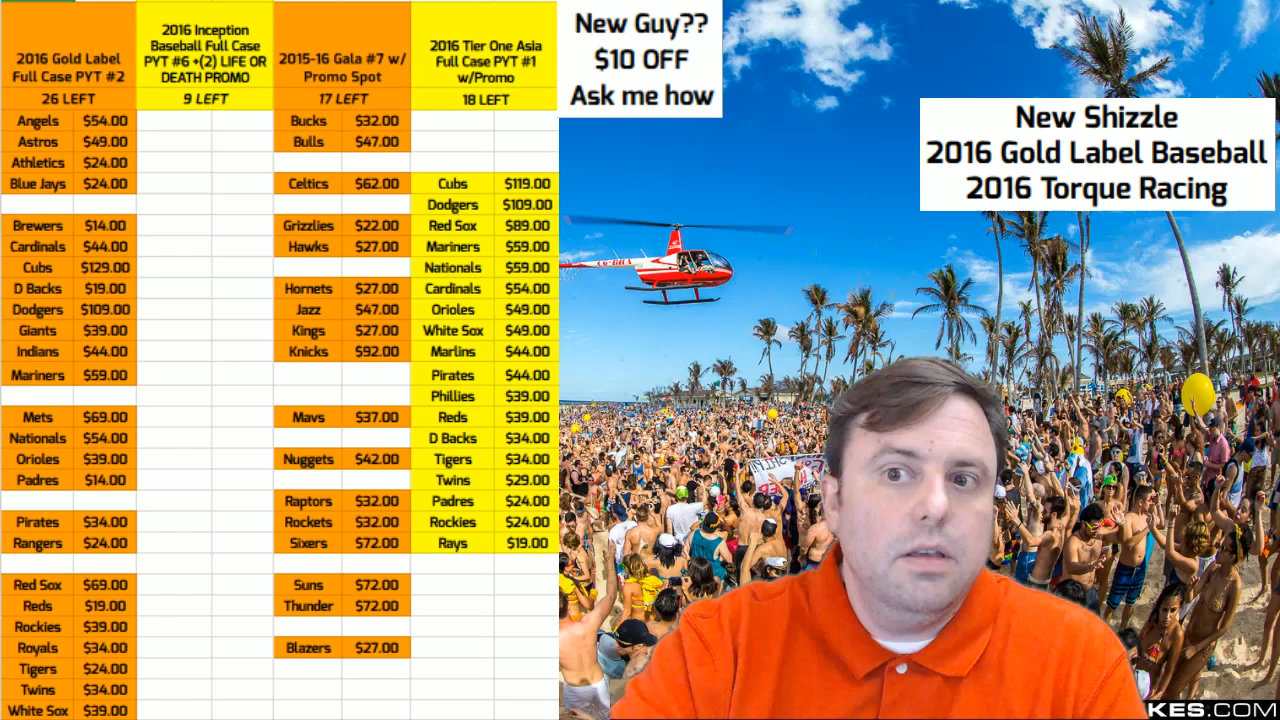 2016 Gold Label
Full Case PYT #2
26 LEFT
Angels $54.00
Astros $49.00
Athletics $24.00
Blue Jays $24.00
Brewers $14.00
Cardinals $44.00
Cubs $129.00
D Backs $19.00
Dodgers $109.00
Giants $39.00
Indians $44.00
Mariners $59.00
Mets $69.00
Nationals $54.00
Orioles $39.00
Padres $14.00
Pirates $34.00
Rangers $24.00
Red Sox $69.00
Reds $19.00
Rockies $39.00
Royals $34.00
Tigers $24.00
Twins $34.00
White Sox $39.00
2016 Inception
Baseball Full Case
PYT #6 +(2) LIFE OR
DEATH PROMO
9 LEFT
2015-16 Gala #7 w/
Promo Spot
17 LEFT
Bucks $32.00
Bulls $47.00
Celtics $62.00
Grizzlies $22.00
Hawks $27.00
Hornets $27.00
Jazz $47.00
Kings $27.00
Knicks $92.00
Mavs $37.00
Nuggets $42.00
Raptors $32.00
Rockets $32.00
Sixers $72.00
Suns $72.00
Thunder $72.00
Blazers $27.00
2016 Tier One Asia
Full Case PYT #1
w/Promo
18 LEFT
Cubs $119.00
Dodgers $109.00
Red Sox $89.00
Mariners $59.00
Nationals $59.00
Cardinals $54.00
Orioles $49.00
White Sox $49.00
Marlins $44.00
Pirates $44.00
Phillies $39.00
Reds $39.00
D Backs $34.00
Tigers $34.00
Twins $29.00
Padres $24.00
Rockies $24.00
Rays $19.00
New Guy??
$10 OFF
Ask me how
New Shizzle
2016 Gold Label Baseball
2016 Torque Racing
KES.COM